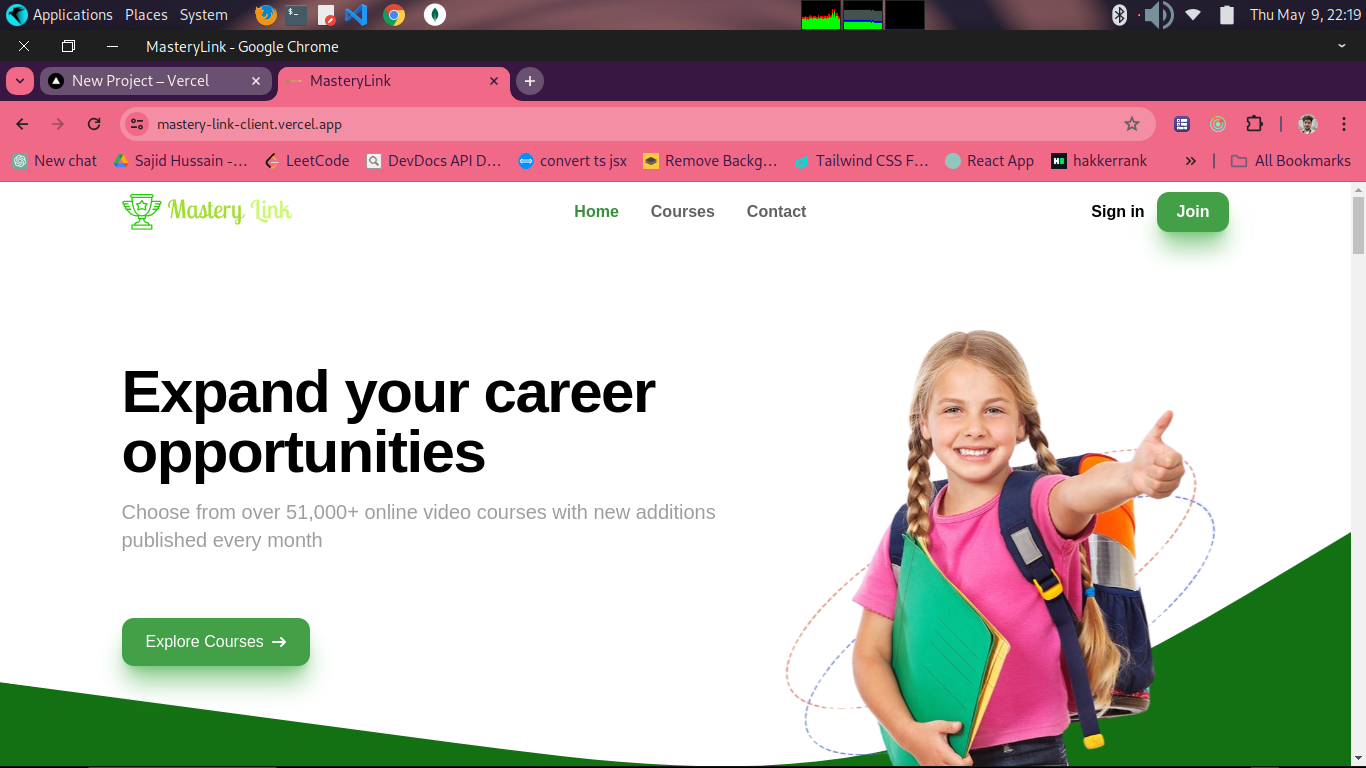 Applications Places System
Thu May 9, 22:19
MasteryLink - Google Chrome
New Project – Vercel
MasteryLink
mastery-link-client.vercel.app
New chat
Sajid Hussain -…
LeetCode
DevDocs API D…
convert ts jsx
Remove Backg…
Tailwind CSS F…
React App
hakkerrank
All Bookmarks
Mastery Link
Home
Courses
Contact
Sign in
Join
Expand your career
opportunities
Choose from over 51,000+ online video courses with new additions
published every month
Explore Courses